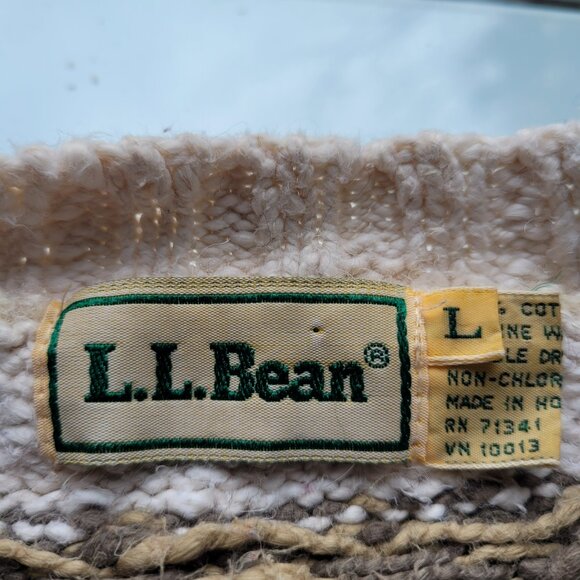 L.L.Bean®
L
COT
INE W
LE DR
NON-CHLOR
MADE IN HO
RN 71341
VN 10013